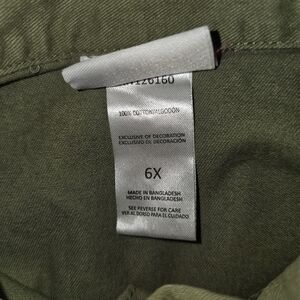 126160
100% COTTON/ALGODÓN
EXCLUSIVE OF DECORATION
EXCLUSIVO DE DECORACIÓN
6X
MADE IN BANGLADESH
HECHO EN BANGLADESH
SEE REVERSE FOR CARE
VER AL DORSO PARA EL CUIDADO